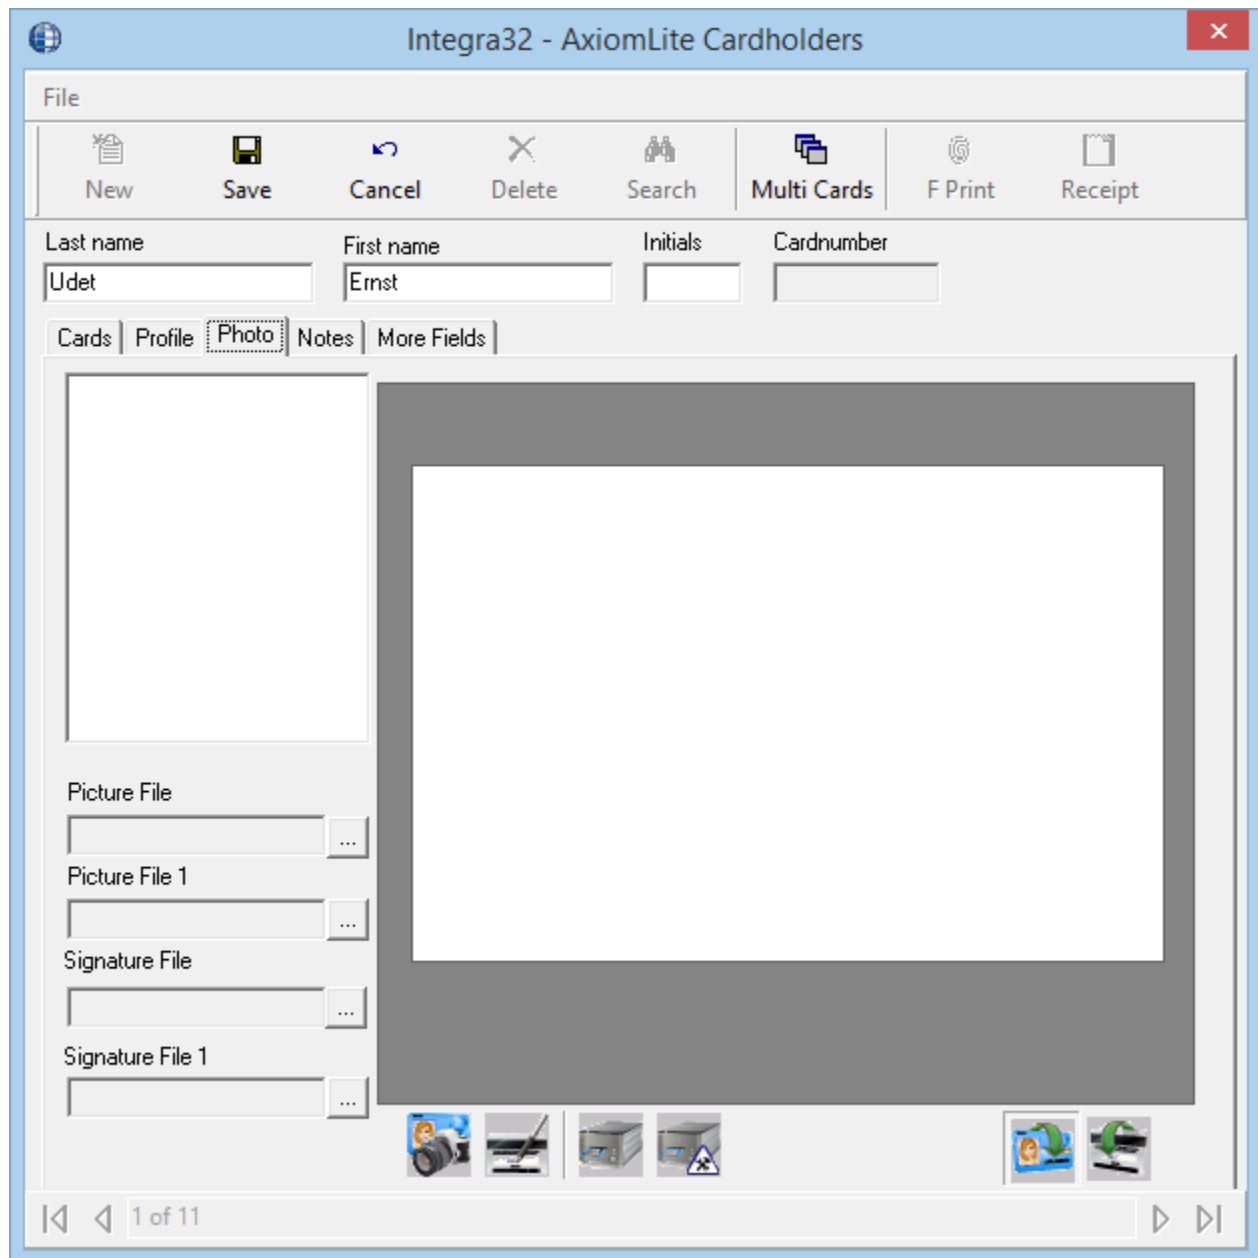 Integra32 - AxiomLite Cardholders
File
New Save Cancel Delete Search Multi Cards F Print Receipt
Last name First name Initials Cardnumber
Udet Ernst
Cards Profile Photo Notes More Fields
Picture File
...
Picture File 1
...
Signature File
...
Signature File 1
...
1 of 11